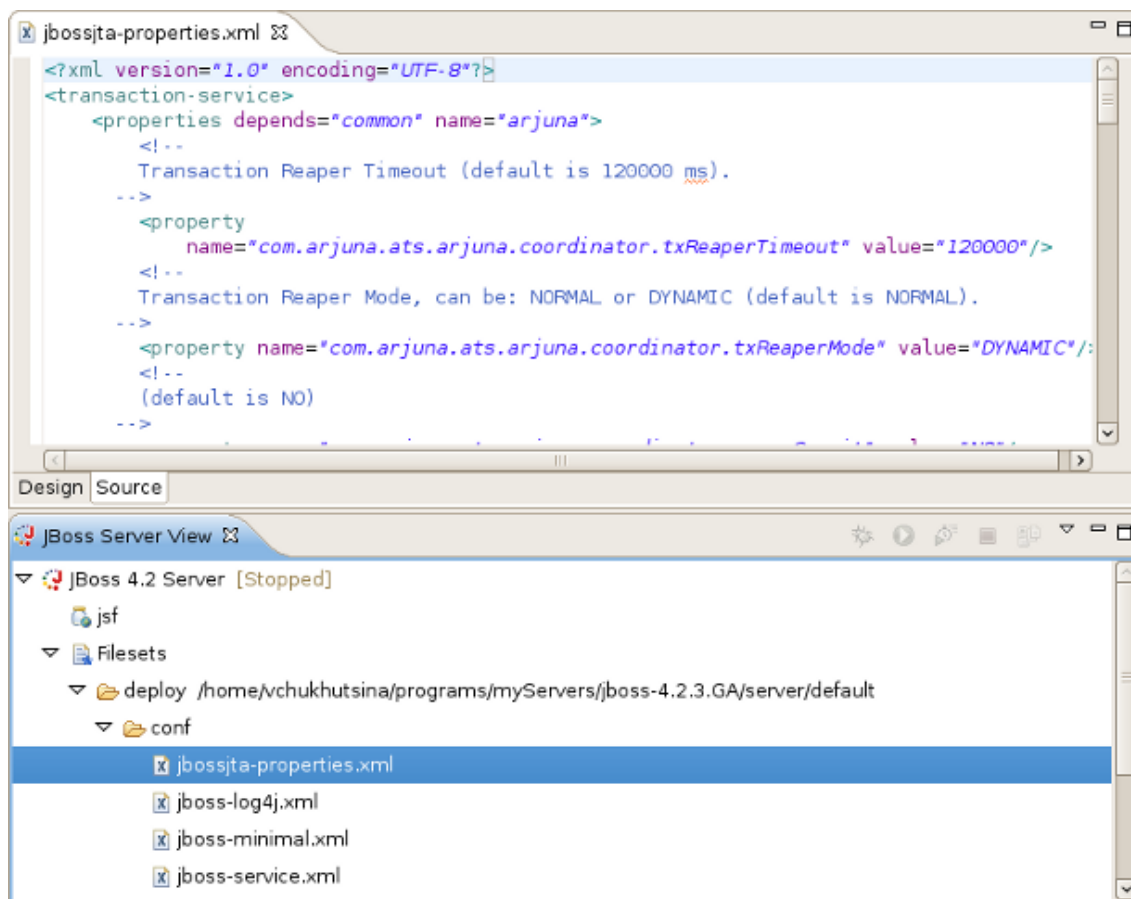 jbossjta-properties.xml
<?xml version="1.0" encoding="UTF-8"?>
<transaction-service>
<properties depends="common" name="arjuna">
<!--
Transaction Reaper Timeout (default is 120000 ms).
-->
<property
name="com.arjuna.ats.arjuna.coordinator.txReaperTimeout" value="120000"/>
<!--
Transaction Reaper Mode, can be: NORMAL or DYNAMIC (default is NORMAL).
-->
<property name="com.arjuna.ats.arjuna.coordinator.txReaperMode" value="DYNAMIC"/>
<!--
(default is NO)
-->
Design Source
JBoss Server View
JBoss 4.2 Server [Stopped]
jsf
Filesets
deploy /home/vchukhutsina/programs/myServers/jboss-4.2.3.GA/server/default
conf
jbossjta-properties.xml
jboss-log4j.xml
jboss-minimal.xml
jboss-service.xml